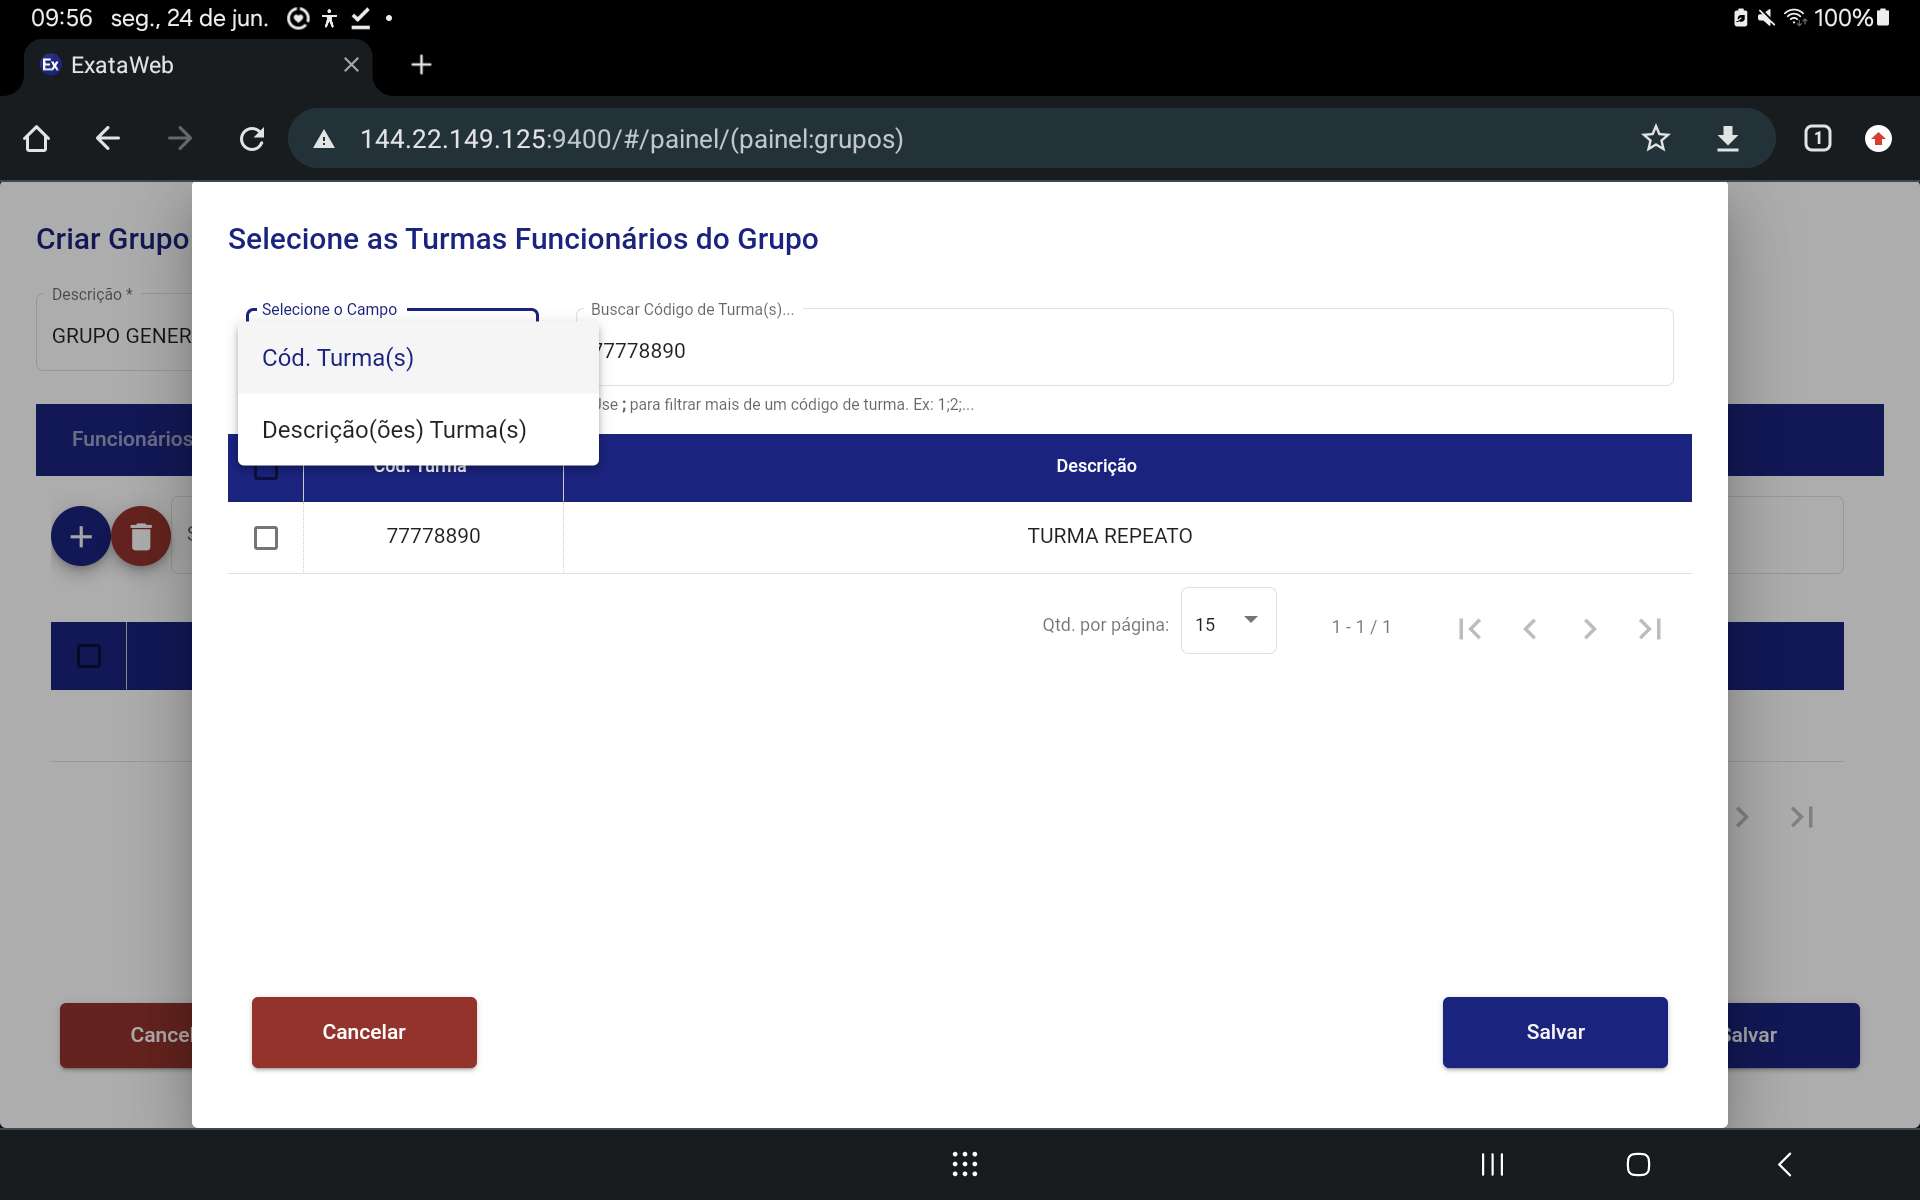 09:56 seg., 24 de jun.
100%
Ex ExataWeb
144.22.149.125:9400/#/painel/(painel:grupos)
1
Criar Grupo
Selecione as Turmas Funcionários do Grupo
Descrição *
GRUPO GENER
Selecione o Campo
Buscar Código de Turma(s)...
Cód. Turma(s)
77778890
Use ; para filtrar mais de um código de turma. Ex: 1;2;...
Descrição(ões) Turma(s)
Funcionários
Cód. Turma
Descrição
77778890
TURMA REPEATO
Qtd. por página:
15
1 - 1 / 1
Cancelar
Salvar
Cancel
Salvar